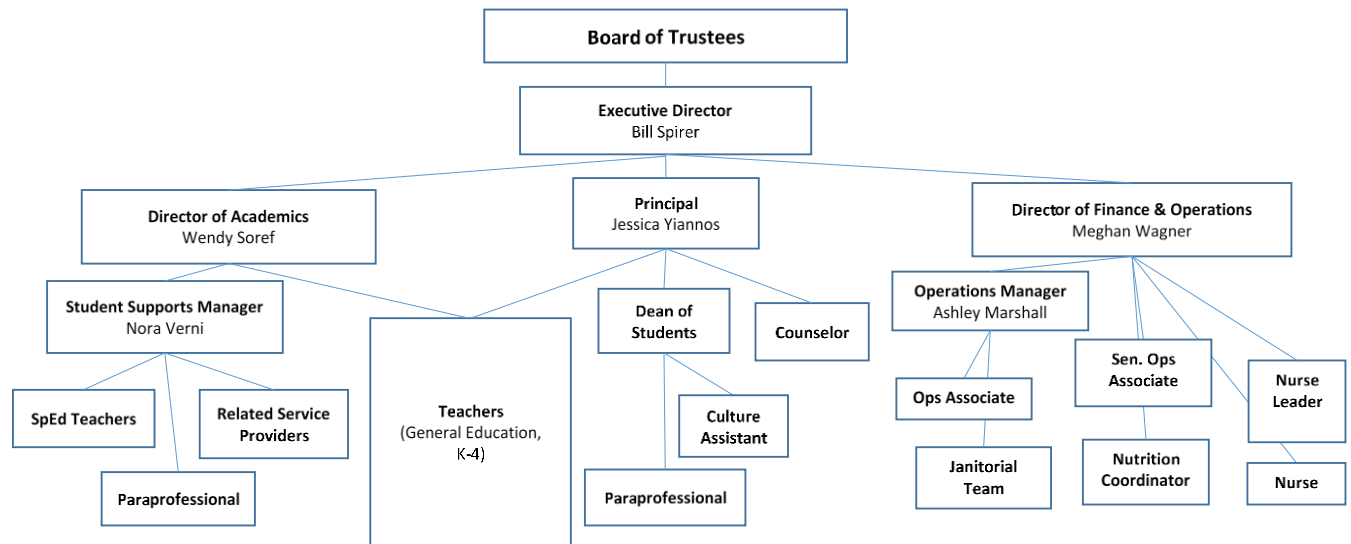 Board of Trustees
Executive Director
Bill Spirer
Director of Academics
Wendy Soref
Principal
Jessica Yiannos
Director of Finance & Operations
Meghan Wagner
Student Supports Manager
Nora Verni
Dean of
Students
Counselor
Operations Manager
Ashley Marshall
SpEd Teachers
Related Service
Providers
Paraprofessional
Teachers
(General Education,
K-4)
Culture
Assistant
Paraprofessional
Ops Associate
Janitorial
Team
Sen. Ops
Associate
Nutrition
Coordinator
Nurse
Leader
Nurse